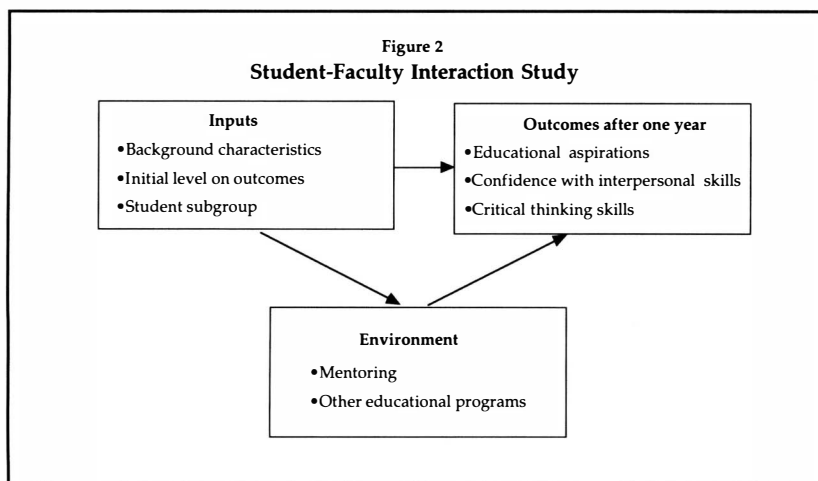 Figure 2
Student-Faculty Interaction Study
Inputs
•Background characteristics
•Initial level on outcomes
•Student subgroup
Outcomes after one year
•Educational aspirations
•Confidence with interpersonal skills
•Critical thinking skills
Environment
•Mentoring
•Other educational programs